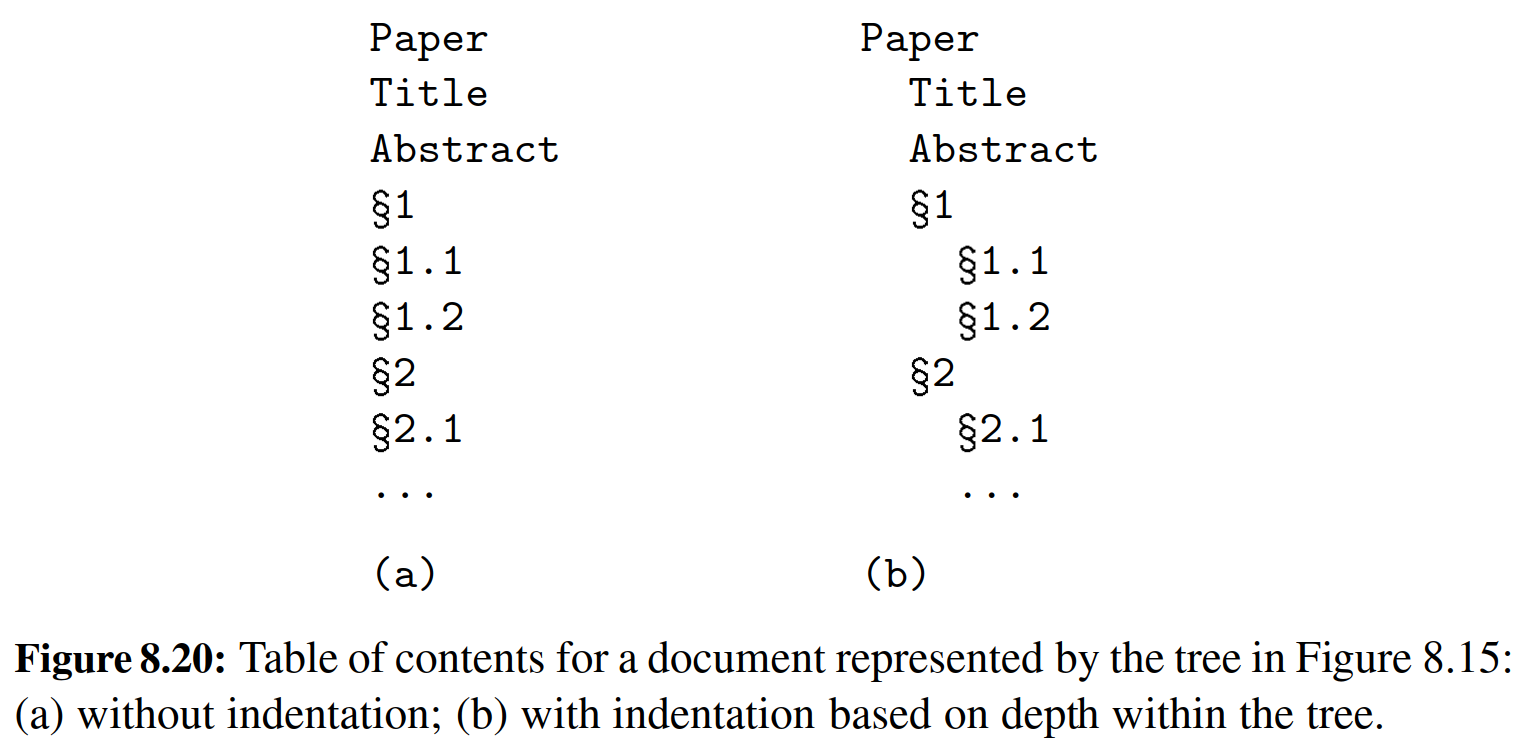 Paper
Title
Abstract
§1
§1.1
§1.2
§2
§2.1
...
(a)
Paper
Title
Abstract
§1
§1.1
§1.2
§2
§2.1
...
(b)
Figure 8.20: Table of contents for a document represented by the tree in Figure 8.15:
(a) without indentation; (b) with indentation based on depth within the tree.